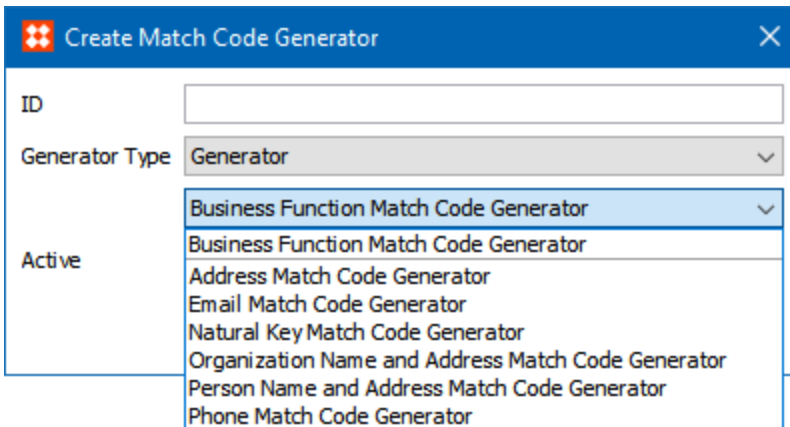 Create Match Code Generator
ID
Generator Type Generator
Business Function Match Code Generator
Business Function Match Code Generator
Active
Address Match Code Generator
Email Match Code Generator
Natural Key Match Code Generator
Organization Name and Address Match Code Generator
Person Name and Address Match Code Generator
Phone Match Code Generator